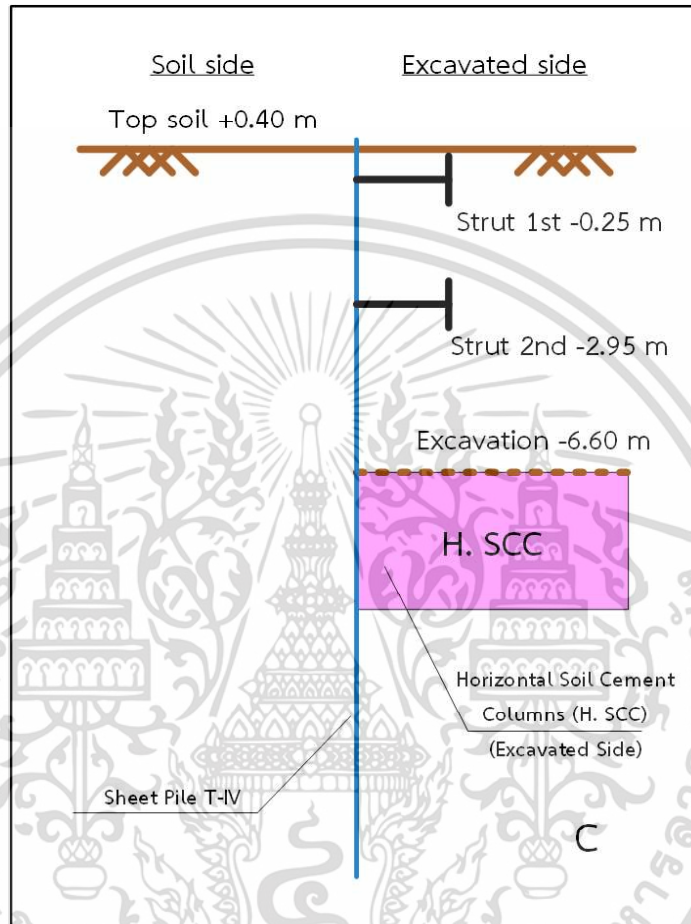 Soil side
Excavated side
Top soil +0.40 m
Strut 1st -0.25 m
Strut 2nd -2.95 m
Excavation -6.60 m
H. SCC
Horizontal Soil Cement
Columns (H. SCC)
(Excavated Side)
Sheet Pile T-IV
C